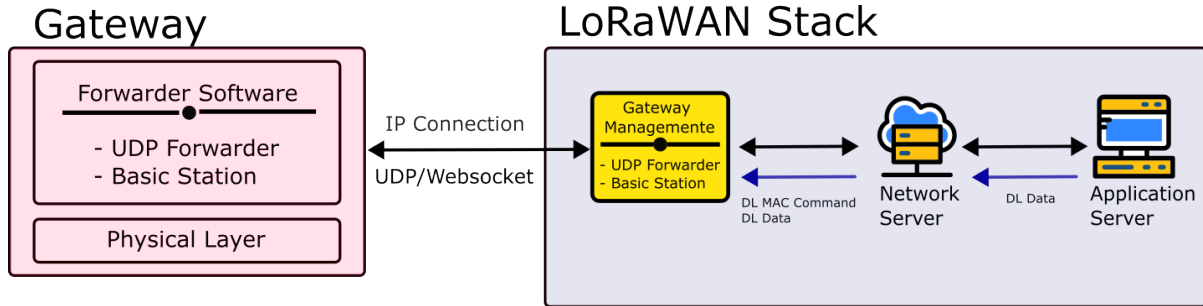 Gateway
LoRaWAN Stack
Forwarder Software
- UDP Forwarder
- Basic Station
Physical Layer
IP Connection
UDP/Websocket
Gateway
Managemente
- UDP Forwarder
- Basic Station
DL MAC Command
DL Data
Network
Server
DL Data
Application
Server